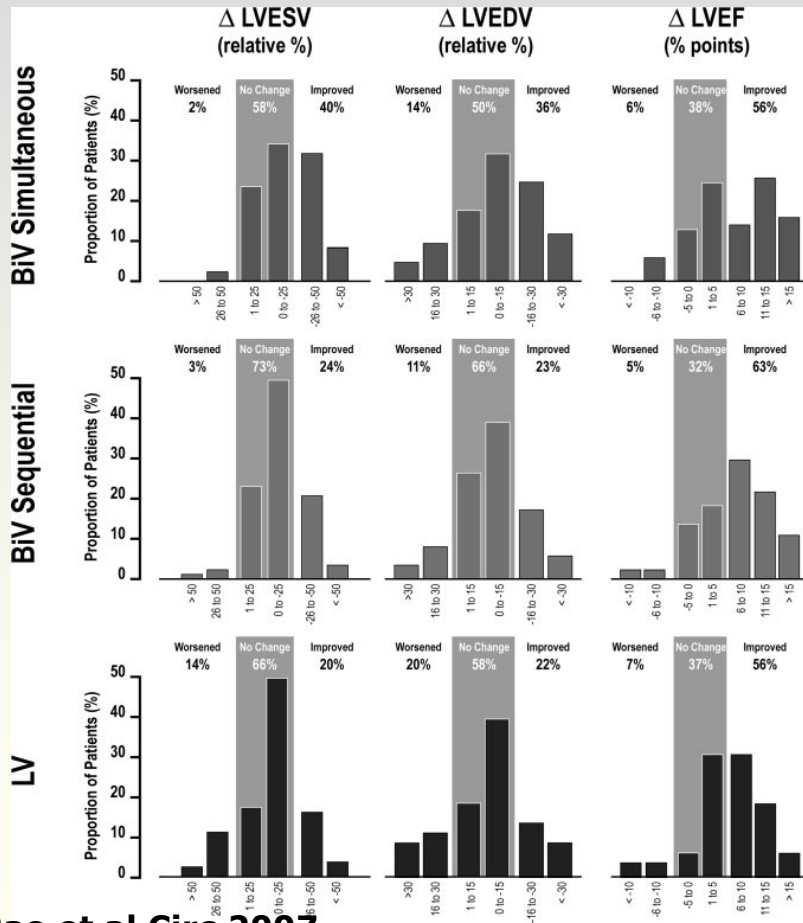 Δ LVESV
(relative %)
Δ LVEDV
(relative %)
Δ LVEF
(% points)
BiV Simultaneous
Proportion of Patients (%)
50
40
30
20
10
0
Worsened No Change Improved
2% 58% 40%
> 50 26 to 50 1 to 25 0 to -25 -26 to -50 < -50
Worsened No Change Improved
14% 50% 36%
>30 16 to 30 1 to 15 0 to -15 -16 to -30 < -30
Worsened No Change Improved
6% 38% 56%
< -10 -6 to -10 -5 to 0 1 to 5 6 to 10 11 to 15 > 15
BiV Sequential
Proportion of Patients (%)
50
40
30
20
10
0
Worsened No Change Improved
3% 73% 24%
> 50 26 to 50 1 to 25 0 to -25 -26 to -50 < -50
Worsened No Change Improved
11% 66% 23%
>30 16 to 30 1 to 15 0 to -15 -16 to -30 < -30
Worsened No Change Improved
5% 32% 63%
< -10 -6 to -10 -5 to 0 1 to 5 6 to 10 11 to 15 > 15
LV
Proportion of Patients (%)
50
40
30
20
10
0
Worsened No Change Improved
14% 66% 20%
> 50 26 to 50 1 to 25 0 to -25 -26 to -50 < -50
Worsened No Change Improved
20% 58% 22%
>30 16 to 30 1 to 15 0 to -15 -16 to -30 < -30
Worsened No Change Improved
7% 37% 56%
< -10 -6 to -10 -5 to 0 1 to 5 6 to 10 11 to 15 > 15
Rao et al Circ 2007